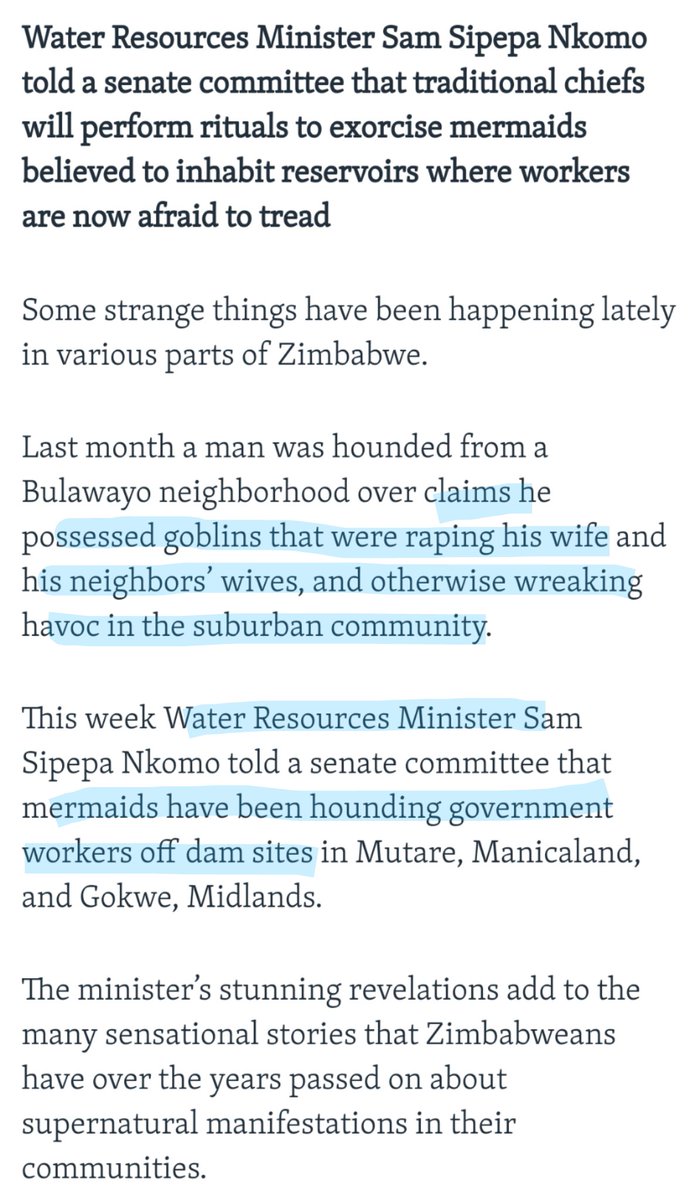 Water Resources Minister Sam Sipepa Nkomo
told a senate committee that traditional chiefs
will perform rituals to exorcise mermaids
believed to inhabit reservoirs where workers
are now afraid to tread
Some strange things have been happening lately
in various parts of Zimbabwe.
Last month a man was hounded from a
Bulawayo neighborhood over claims he
possessed goblins that were raping his wife and
his neighbors’ wives, and otherwise wreaking
havoc in the suburban community.
This week Water Resources Minister Sam
Sipepa Nkomo told a senate committee that
mermaids have been hounding government
workers off dam sites in Mutare, Manicaland,
and Gokwe, Midlands.
The minister’s stunning revelations add to the
many sensational stories that Zimbabweans
have over the years passed on about
supernatural manifestations in their
communities.